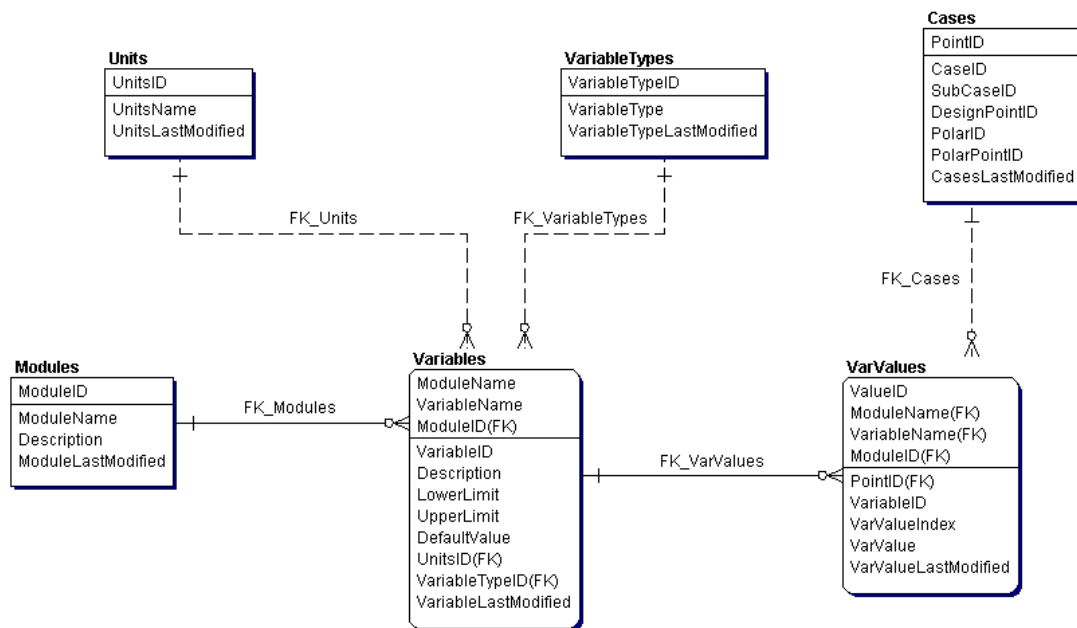 Cases
PointID
CaseID
SubCaseID
DesignPointID
PolarID
PolarPointID
CasesLastModified
Units
UnitsID
UnitsName
UnitsLastModified
VariableTypes
VariableTypeID
VariableType
VariableTypeLastModified
FK_Units
FK_VariableTypes
FK_Cases
Modules
ModuleID
ModuleName
Description
ModuleLastModified
FK_Modules
Variables
ModuleName
VariableName
ModuleID(FK)
VariableID
Description
LowerLimit
UpperLimit
DefaultValue
UnitsID(FK)
VariableTypeID(FK)
VariableLastModified
FK_VarValues
VarValues
ValueID
ModuleName(FK)
VariableName(FK)
ModuleID(FK)
PointID(FK)
VariableID
VarValueIndex
VarValue
VarValueLastModified